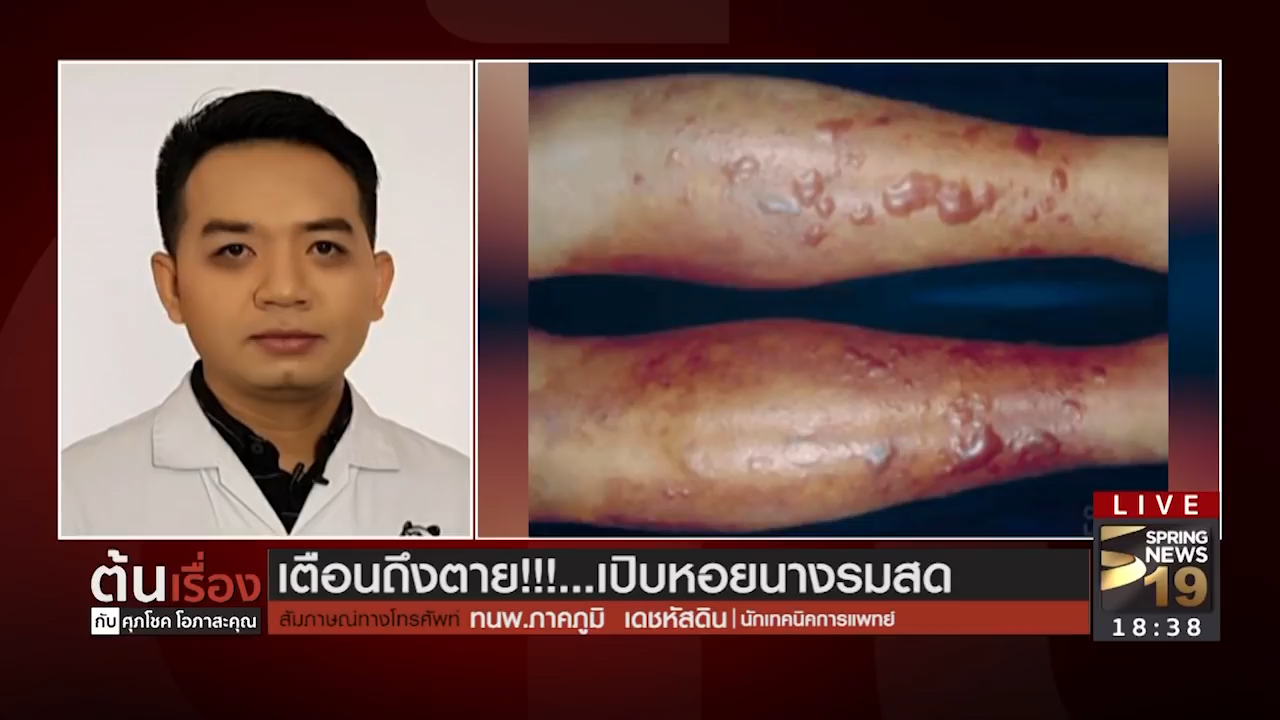 LIVE
SPRING
NEWS
19
18:38
ต้นเรื่อง
กับ ศุภโชค โอภาสะคุณ
เตือนถึงตาย!!!...เปิบหอยนางรมสด
สัมภาษณ์ทางโทรศัพท์ ทนพ.ภาคภูมิ เดชหัสดิน | นักเทคนิคการแพทย์